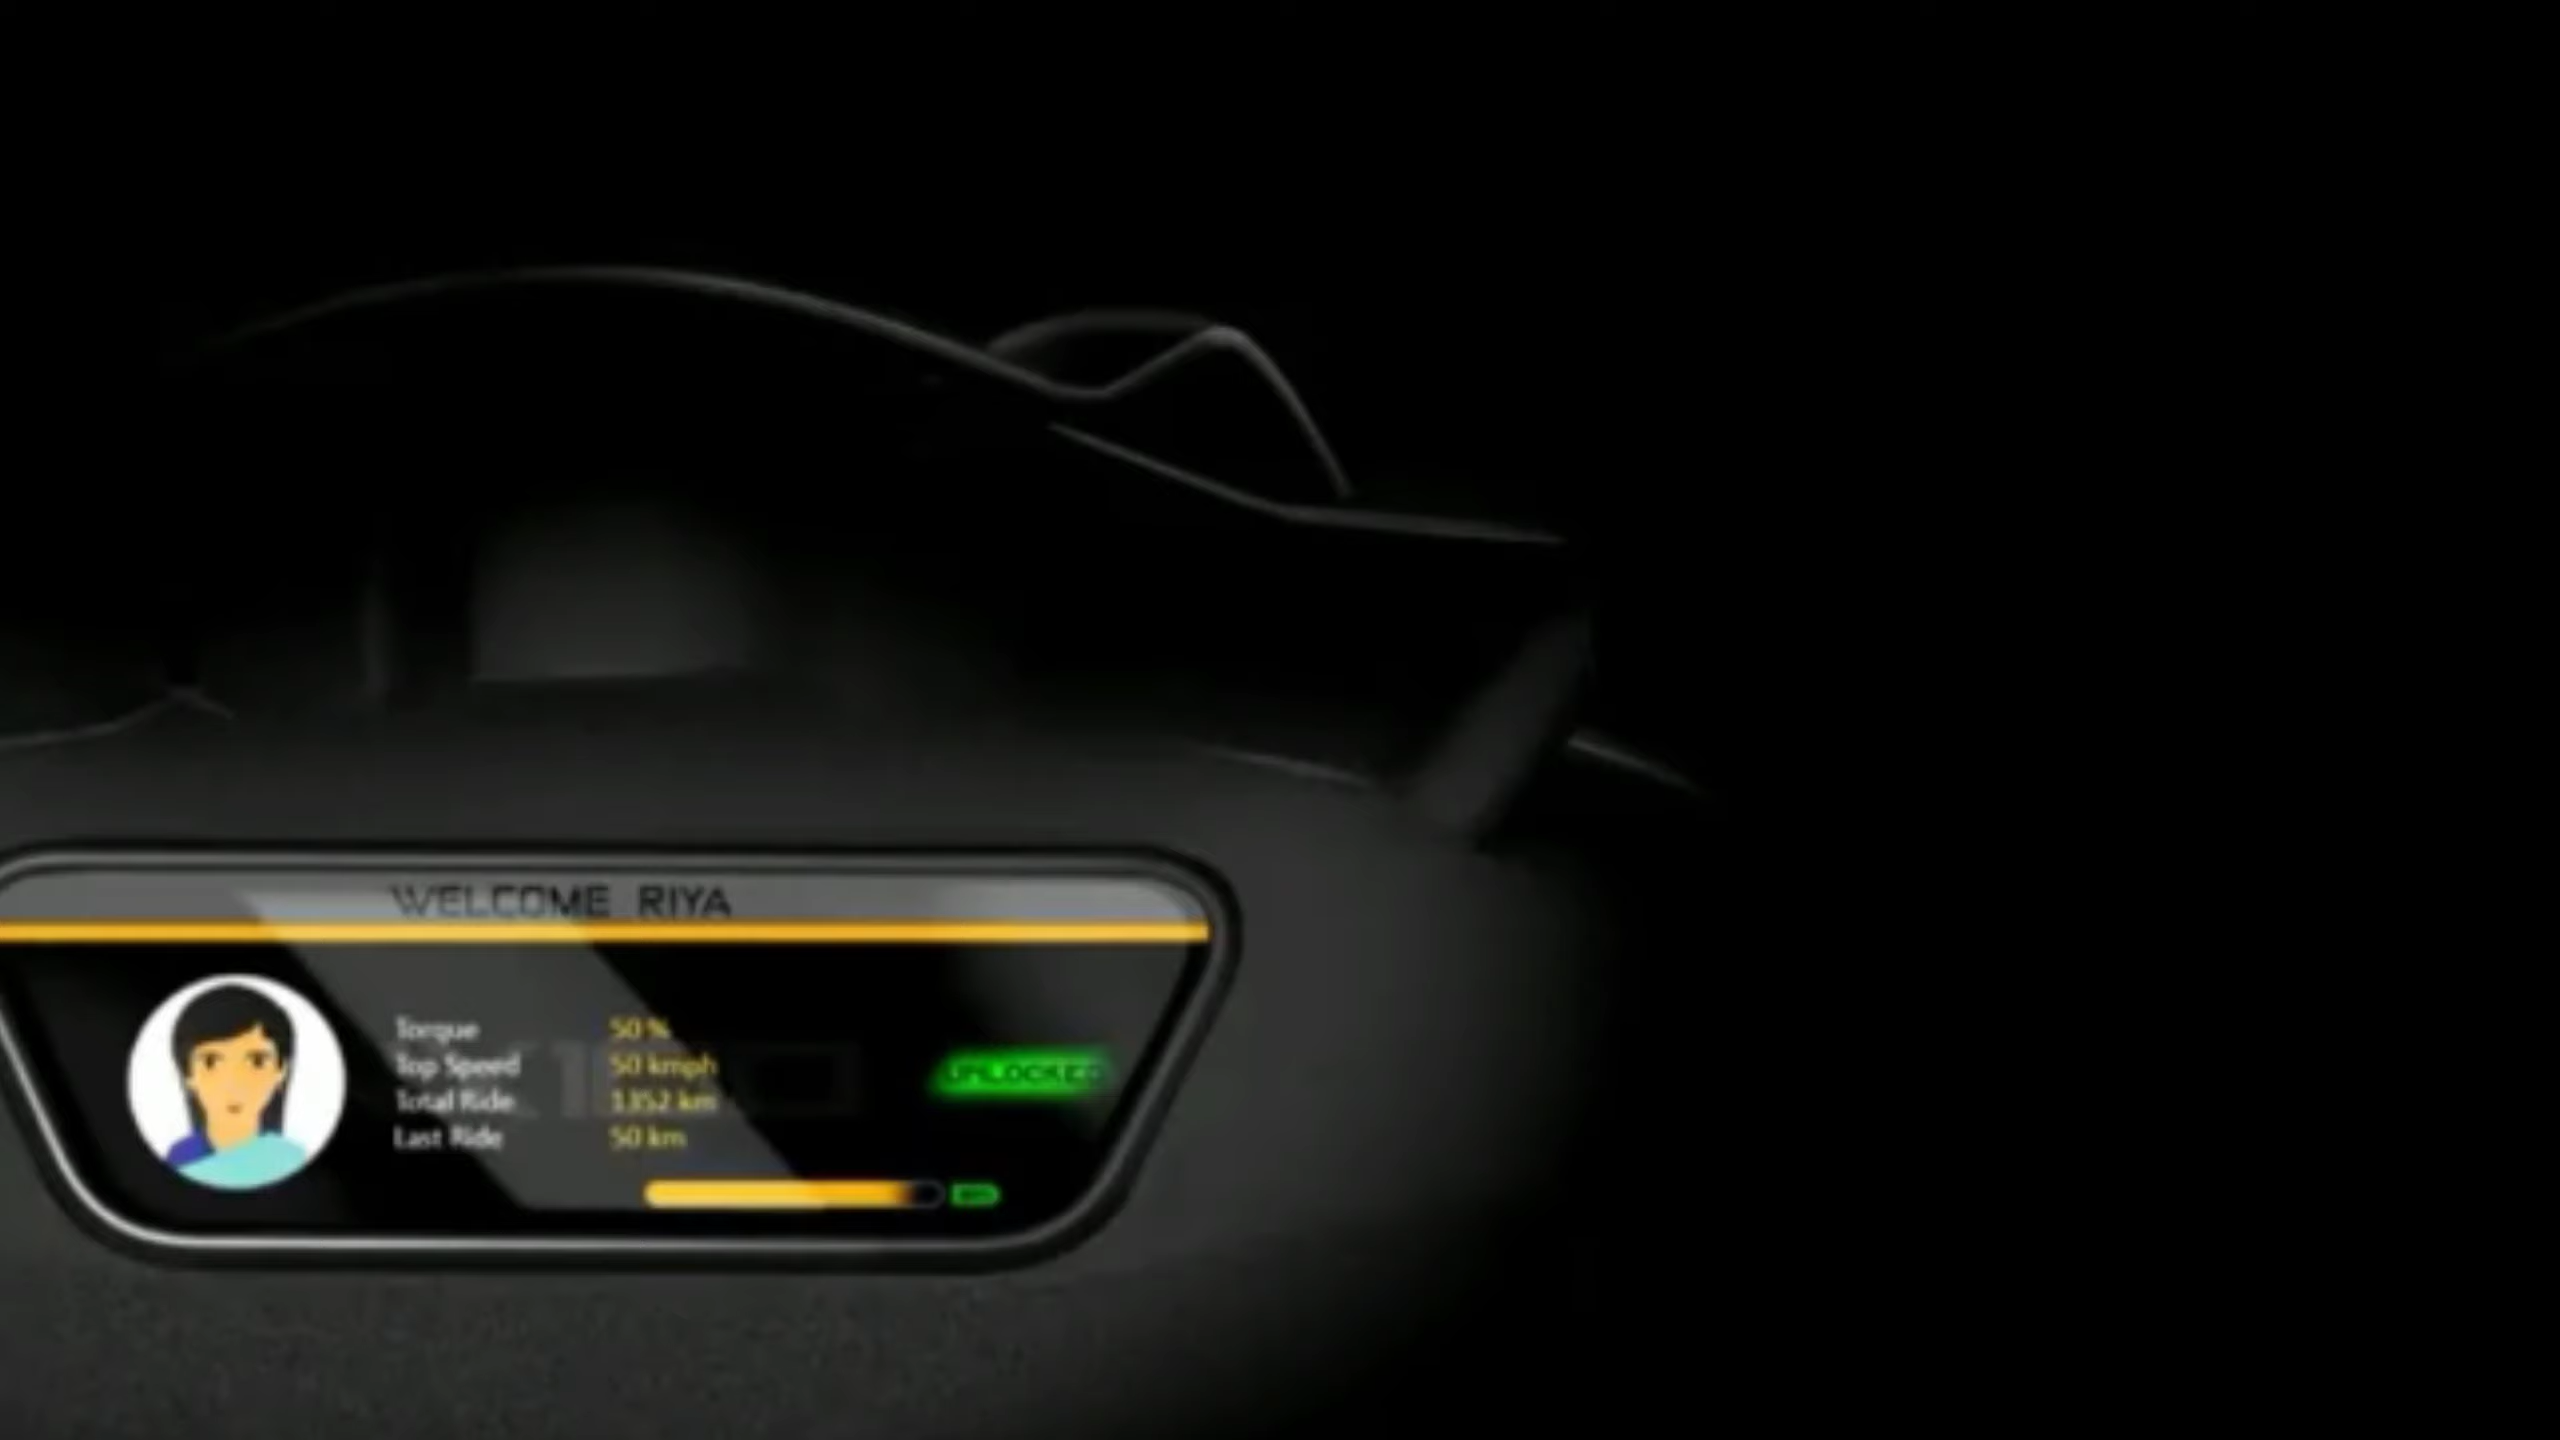 WELCOME RIYA
Torque 50 %
Top Speed 50 kmph
Total Ride 1352 km
Last Ride 50 km
UNLOCKED